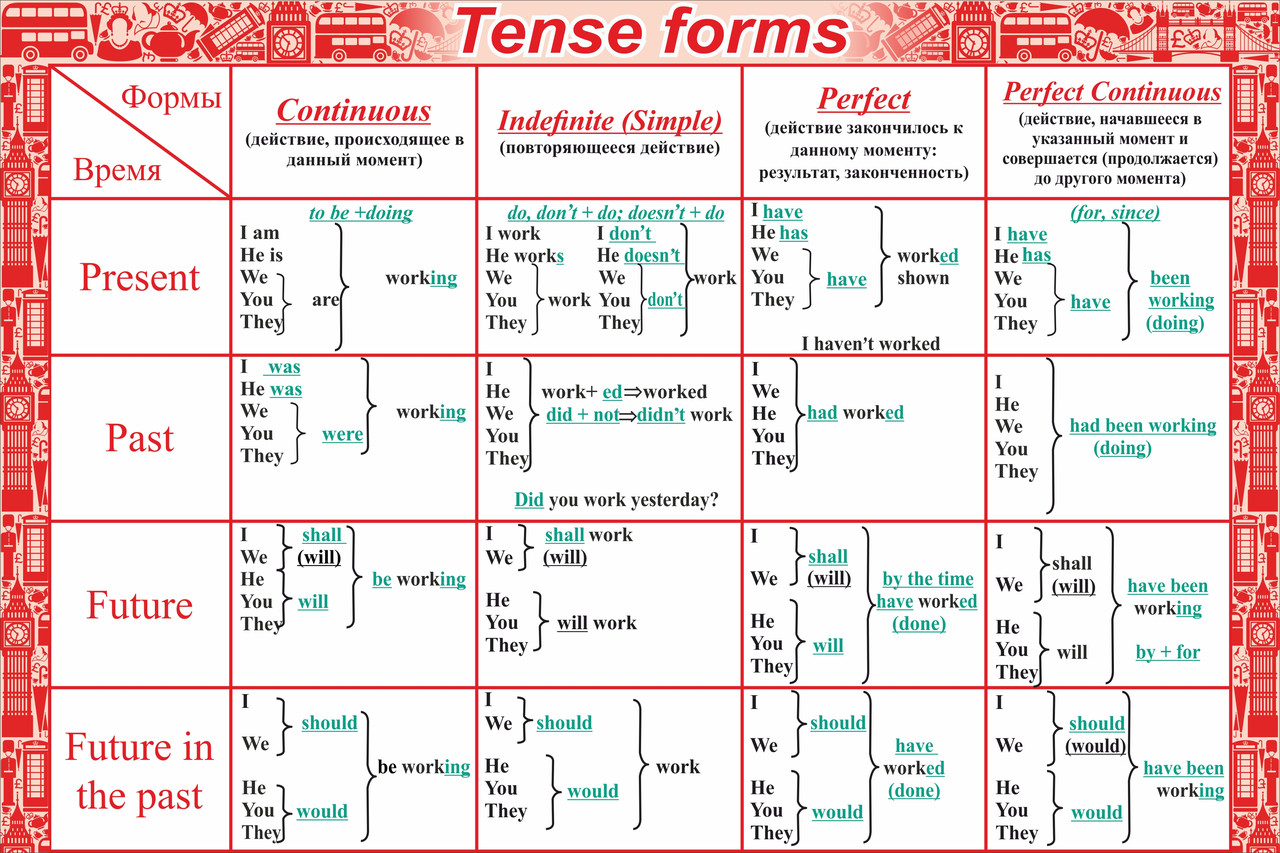 Tense forms
Формы
Время
Continuous
(действие, происходящее в
данный момент)
Indefinite (Simple)
(повторяющееся действие)
Perfect
(действие закончилось к
данному моменту:
результат, законченность)
Perfect Continuous
(действие, начавшееся в
указанный момент и
совершается (продолжается)
до другого момента)
Present
to be +doing
I am
He is
We
You are
They
working
do, don't + do; doesn't + do
I work
He works
We
You work
They
I don't
He doesn't
We
You don't
They
work
I have
He has
We
You have
They
worked
shown
I haven't worked
(for, since)
I have
He has
We
You have
They
been
working
(doing)
Past
I was
He was
We
You were
They
working
I
He
We
You
They
work+ ed⇒worked
did + not⇒didn't work
Did you work yesterday?
I
We
He
You
They
had worked
I
He
We
You
They
had been working
(doing)
Future
I
We
shall
(will)
He
You
They
will
be working
I
We
shall work
(will)
He
You
They
will work
I
We
shall
(will)
He
You
They
will
by the time
have worked
(done)
I
We
shall
(will)
He
You
They
will
have been
working
by + for
Future in
the past
I
We
should
He
You
They
would
be working
I
We
should
He
You
They
would
work
I
We
should
He
You
They
would
have
worked
(done)
I
We
should
(would)
He
You
They
would
have been
working